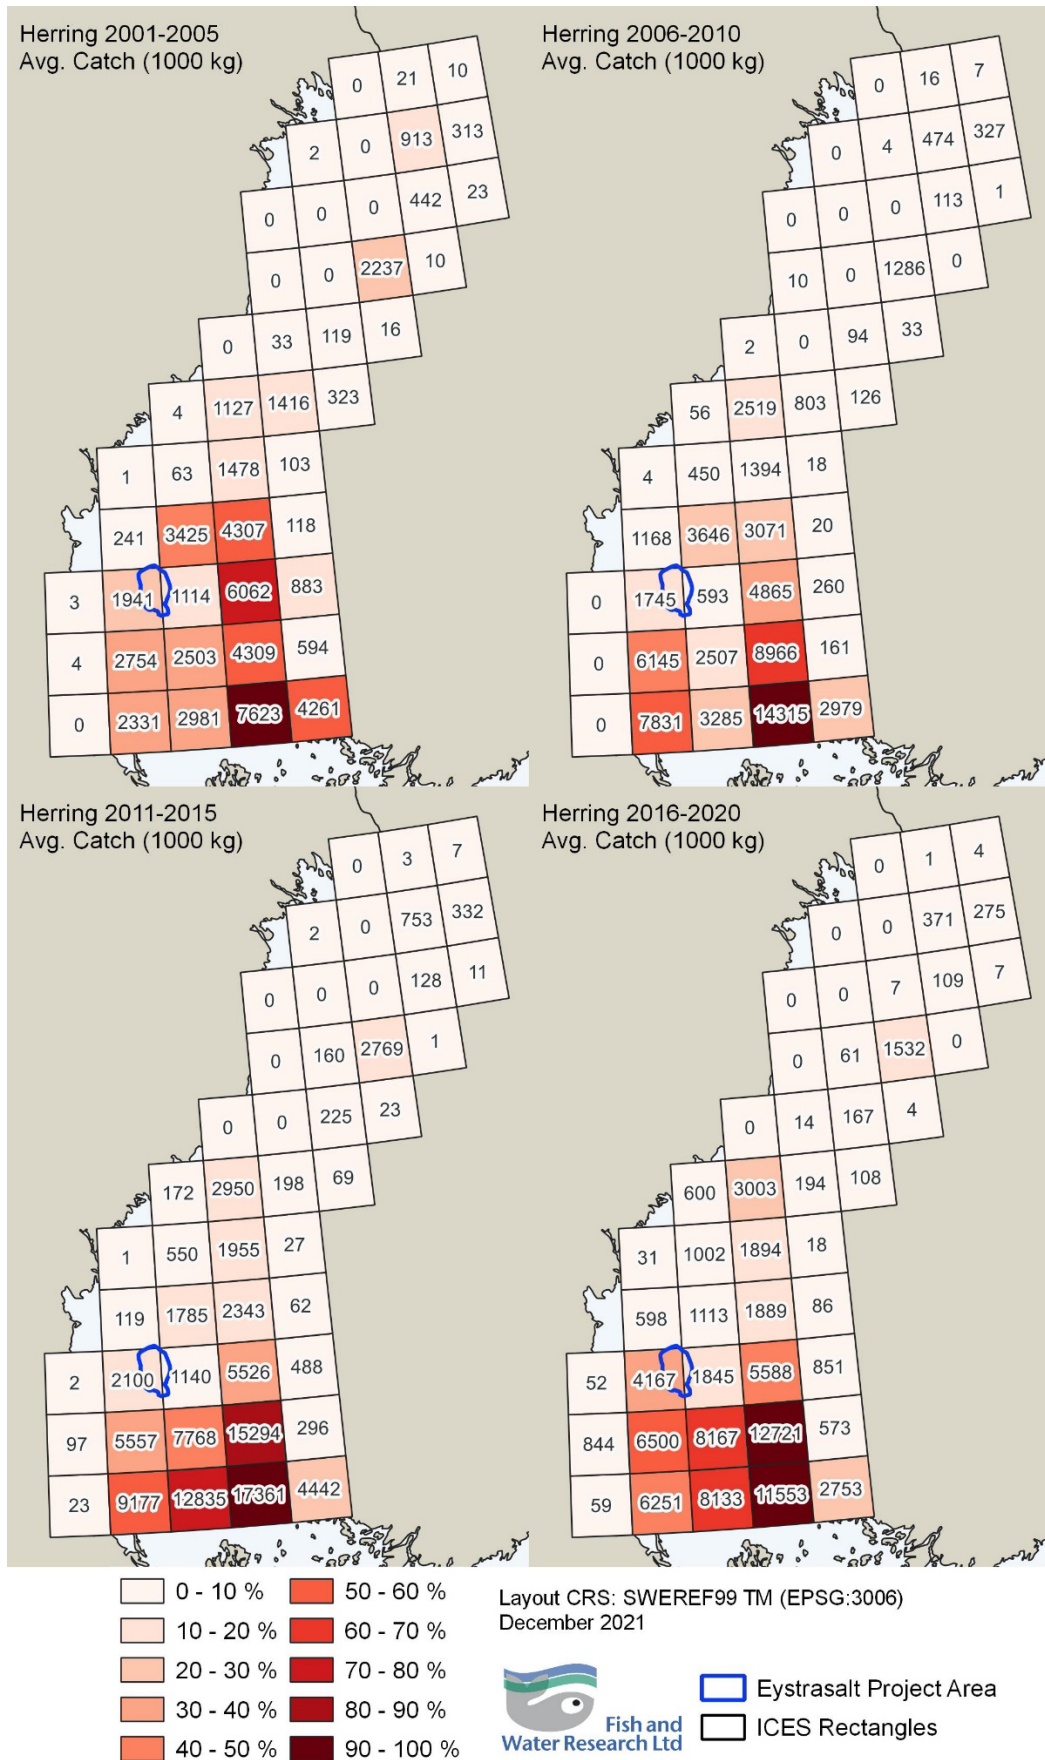 Herring 2001-2005
Avg. Catch (1000 kg)
0 21 10
2 0 913 313
0 0 0 442 23
0 0 2237 10
0 33 119 16
4 1127 1416 323
1 63 1478 103
241 3425 4307 118
3 1941 1114 6062 883
4 2754 2503 4309 594
0 2331 2981 7623 4261
Herring 2006-2010
Avg. Catch (1000 kg)
0 16 7
0 4 474 327
0 0 0 113 1
10 0 1286 0
2 0 94 33
56 2519 803 126
4 450 1394 18
1168 3646 3071 20
0 1745 593 4865 260
0 6145 2507 8966 161
0 7831 3285 14315 2979
Herring 2011-2015
Avg. Catch (1000 kg)
0 3 7
2 0 753 332
0 0 0 128 11
0 160 2769 1
0 0 225 23
172 2950 198 69
1 550 1955 27
119 1785 2343 62
2 2100 1140 5526 488
97 5557 7768 15294 296
23 9177 12835 17361 4442
Herring 2016-2020
Avg. Catch (1000 kg)
0 1 4
0 0 371 275
0 0 7 109 7
0 61 1532 0
0 14 167 4
600 3003 194 108
31 1002 1894 18
598 1113 1889 86
52 4167 1845 5588 851
844 6500 8167 12721 573
59 6251 8133 11553 2753
0 - 10 %
10 - 20 %
20 - 30 %
30 - 40 %
40 - 50 %
50 - 60 %
60 - 70 %
70 - 80 %
80 - 90 %
90 - 100 %
Layout CRS: SWEREF99 TM (EPSG:3006)
December 2021
Fish and
Water Research Ltd
Eystrasalt Project Area
ICES Rectangles